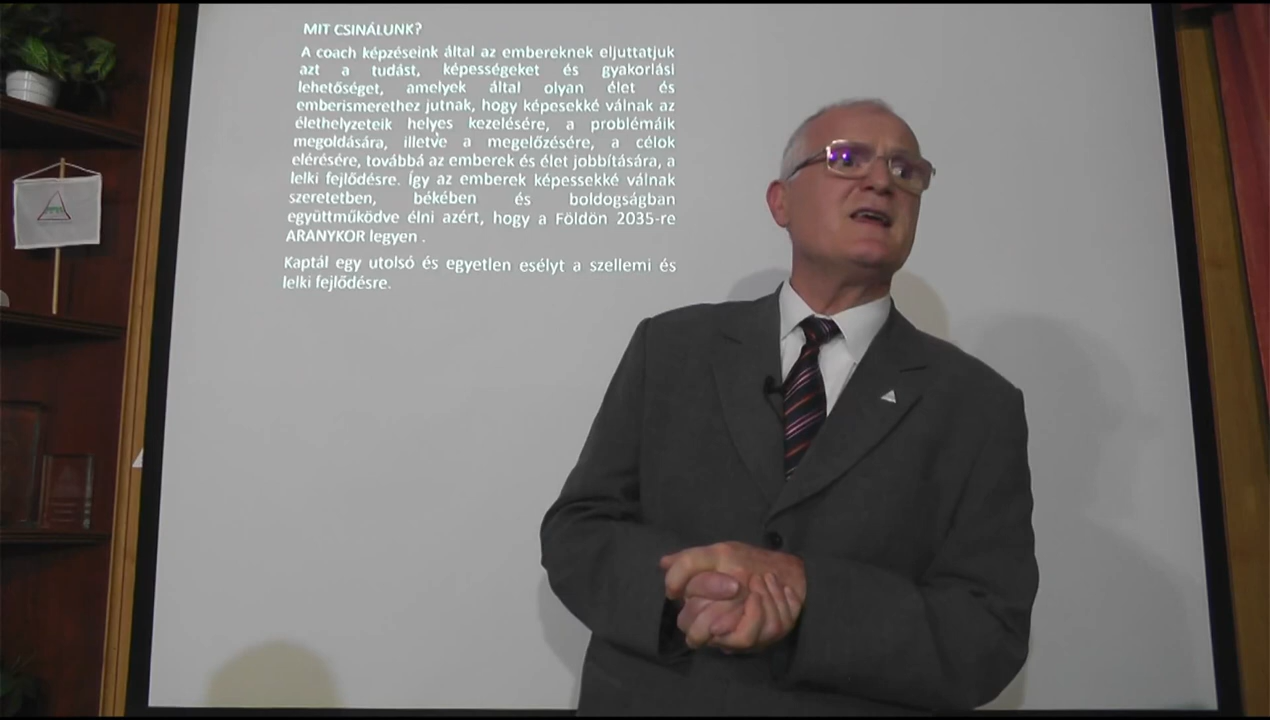 MIT CSINÁLUNK?
A coach képzéseink által az embereknek eljuttatjuk
azt a tudást, képességeket és gyakorlási
lehetőséget, amelyek által olyan élet és
emberismerethez jutnak, hogy képesekké válnak az
élethelyzeteik helyes kezelésére, a problémáik
megoldására, illetve a megelőzésére, a célok
elérésére, továbbá az emberek és élet jobbítására, a
lelki fejlődésre. Így az emberek képessekké válnak
szeretetben, békében és boldogságban
együttműködve élni azért, hogy a Földön 2035-re
ARANYKOR legyen .
Kaptál egy utolsó és egyetlen esélyt a szellemi és
lelki fejlődésre.